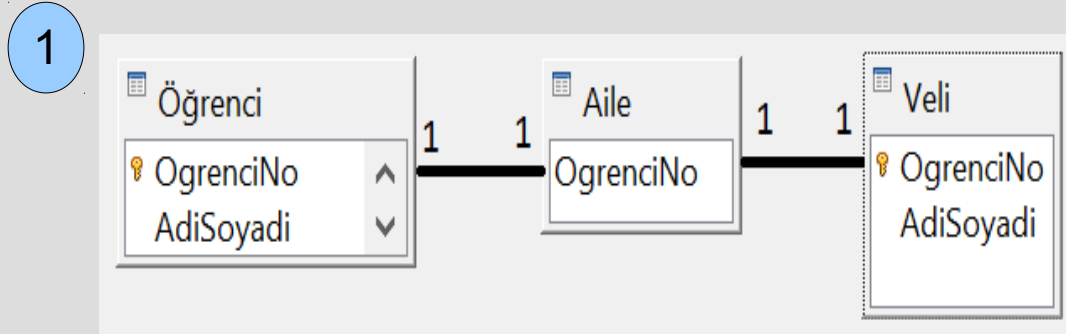 1
Öğrenci
OgrenciNo
AdiSoyadi
1 1
Aile
OgrenciNo
1 1
Veli
OgrenciNo
AdiSoyadi